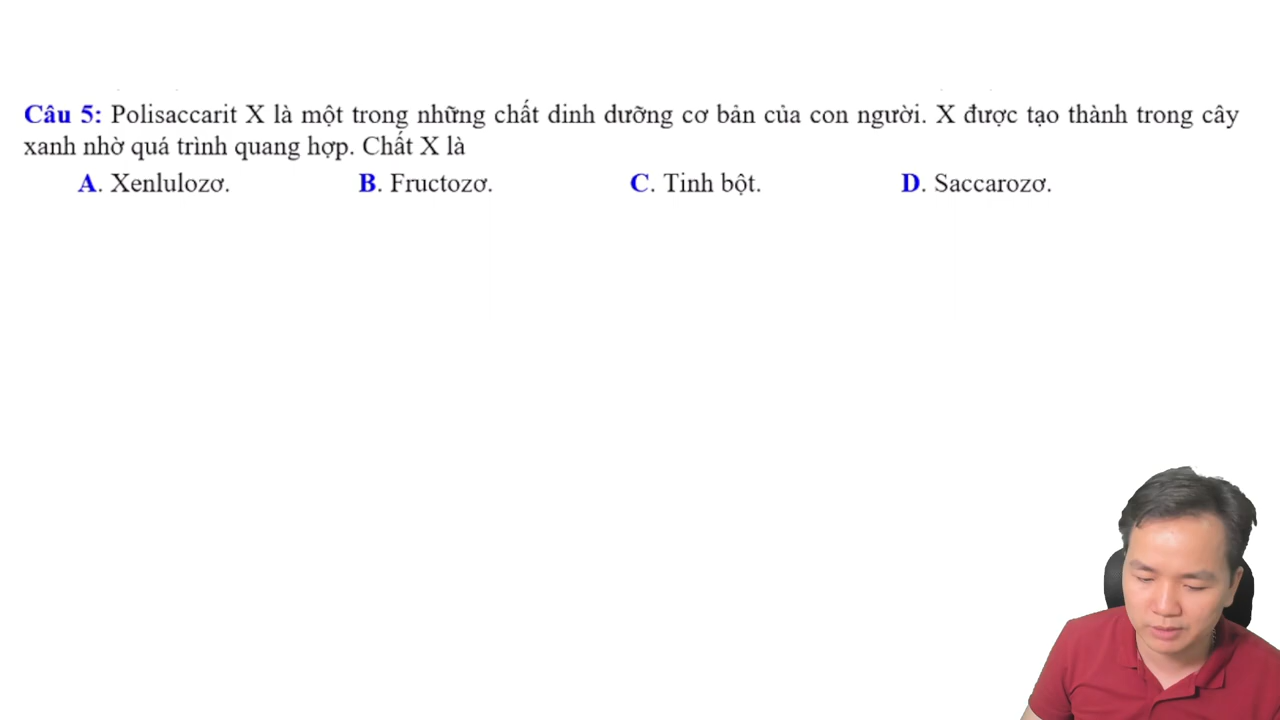 Câu 5: Polisaccarit X là một trong những chất dinh dưỡng cơ bản của con người. X được tạo thành trong cây
xanh nhờ quá trình quang hợp. Chất X là
A. Xenlulozơ. B. Fructozơ. C. Tinh bột. D. Saccarozơ.